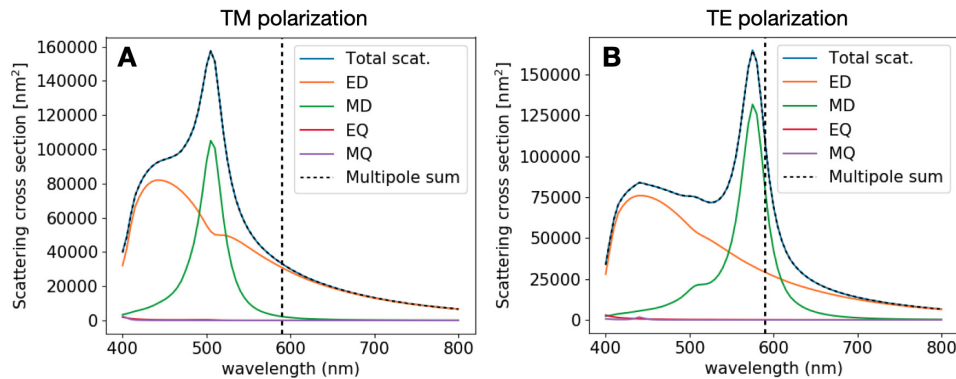 TM polarization
A
Total scat.
ED
MD
EQ
MQ
Multipole sum
Scattering cross section [nm²]
160000
140000
120000
100000
80000
60000
40000
20000
0
400 500 600 700 800
wavelength (nm)
TE polarization
B
Total scat.
ED
MD
EQ
MQ
Multipole sum
Scattering cross section [nm²]
150000
125000
100000
75000
50000
25000
0
400 500 600 700 800
wavelength (nm)